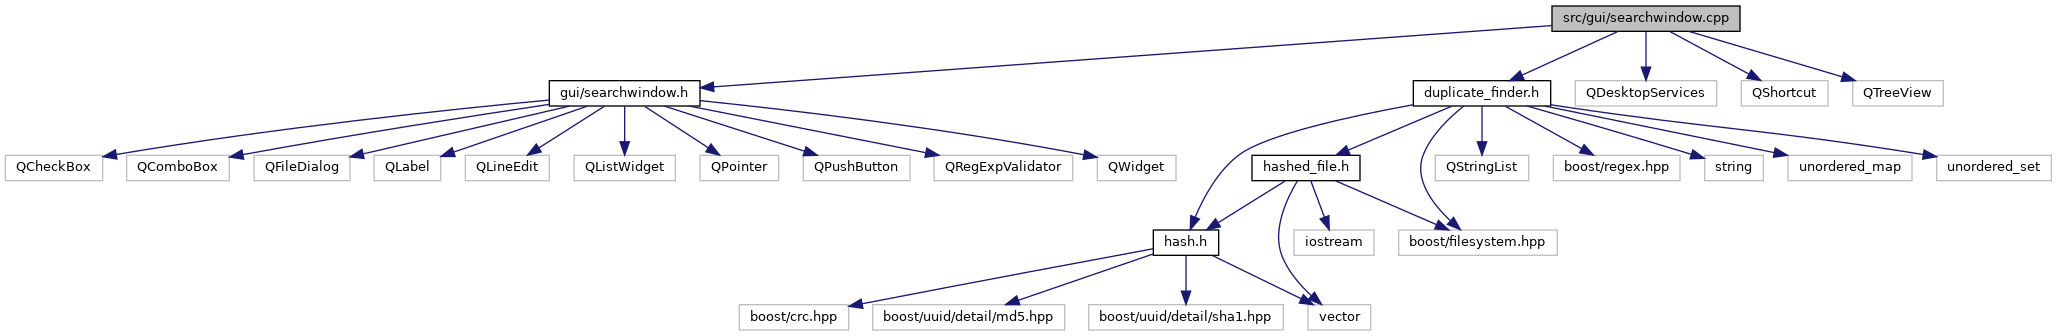 src/gui/searchwindow.cpp
gui/searchwindow.h
duplicate_finder.h
QDesktopServices
QShortcut
QTreeView
QCheckBox
QComboBox
QFileDialog
QLabel
QLineEdit
QListWidget
QPointer
QPushButton
QRegExpValidator
QWidget
hashed_file.h
QStringList
boost/regex.hpp
string
unordered_map
unordered_set
hash.h
iostream
boost/filesystem.hpp
boost/crc.hpp
boost/uuid/detail/md5.hpp
boost/uuid/detail/sha1.hpp
vector